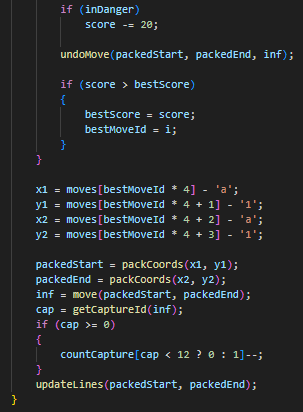 if (inDanger)
score -= 20;
undoMove(packedStart, packedEnd, inf);
if (score > bestScore)
{
bestScore = score;
bestMoveId = i;
}
}
x1 = moves[bestMoveId * 4] - 'a';
y1 = moves[bestMoveId * 4 + 1] - '1';
x2 = moves[bestMoveId * 4 + 2] - 'a';
y2 = moves[bestMoveId * 4 + 3] - '1';
packedStart = packCoords(x1, y1);
packedEnd = packCoords(x2, y2);
inf = move(packedStart, packedEnd);
cap = getCaptureId(inf);
if (cap >= 0)
{
countCapture[cap < 12 ? 0 : 1]--;
}
updateLines(packedStart, packedEnd);
}